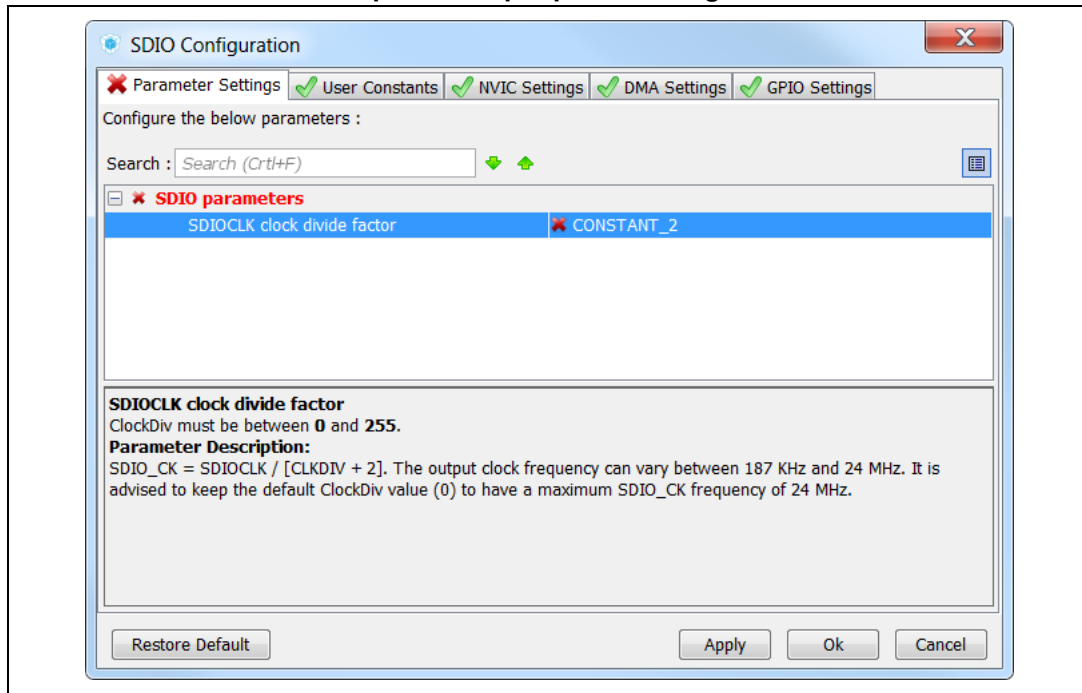 SDIO Configuration
Parameter Settings User Constants NVIC Settings DMA Settings GPIO Settings
Configure the below parameters :
Search : Search (Crtl+F)
SDIO parameters
SDIOCLK clock divide factor CONSTANT_2
SDIOCLK clock divide factor
ClockDiv must be between 0 and 255.
Parameter Description:
SDIO_CK = SDIOCLK / [CLKDIV + 2]. The output clock frequency can vary between 187 KHz and 24 MHz. It is
advised to keep the default ClockDiv value (0) to have a maximum SDIO_CK frequency of 24 MHz.
Restore Default Apply Ok Cancel